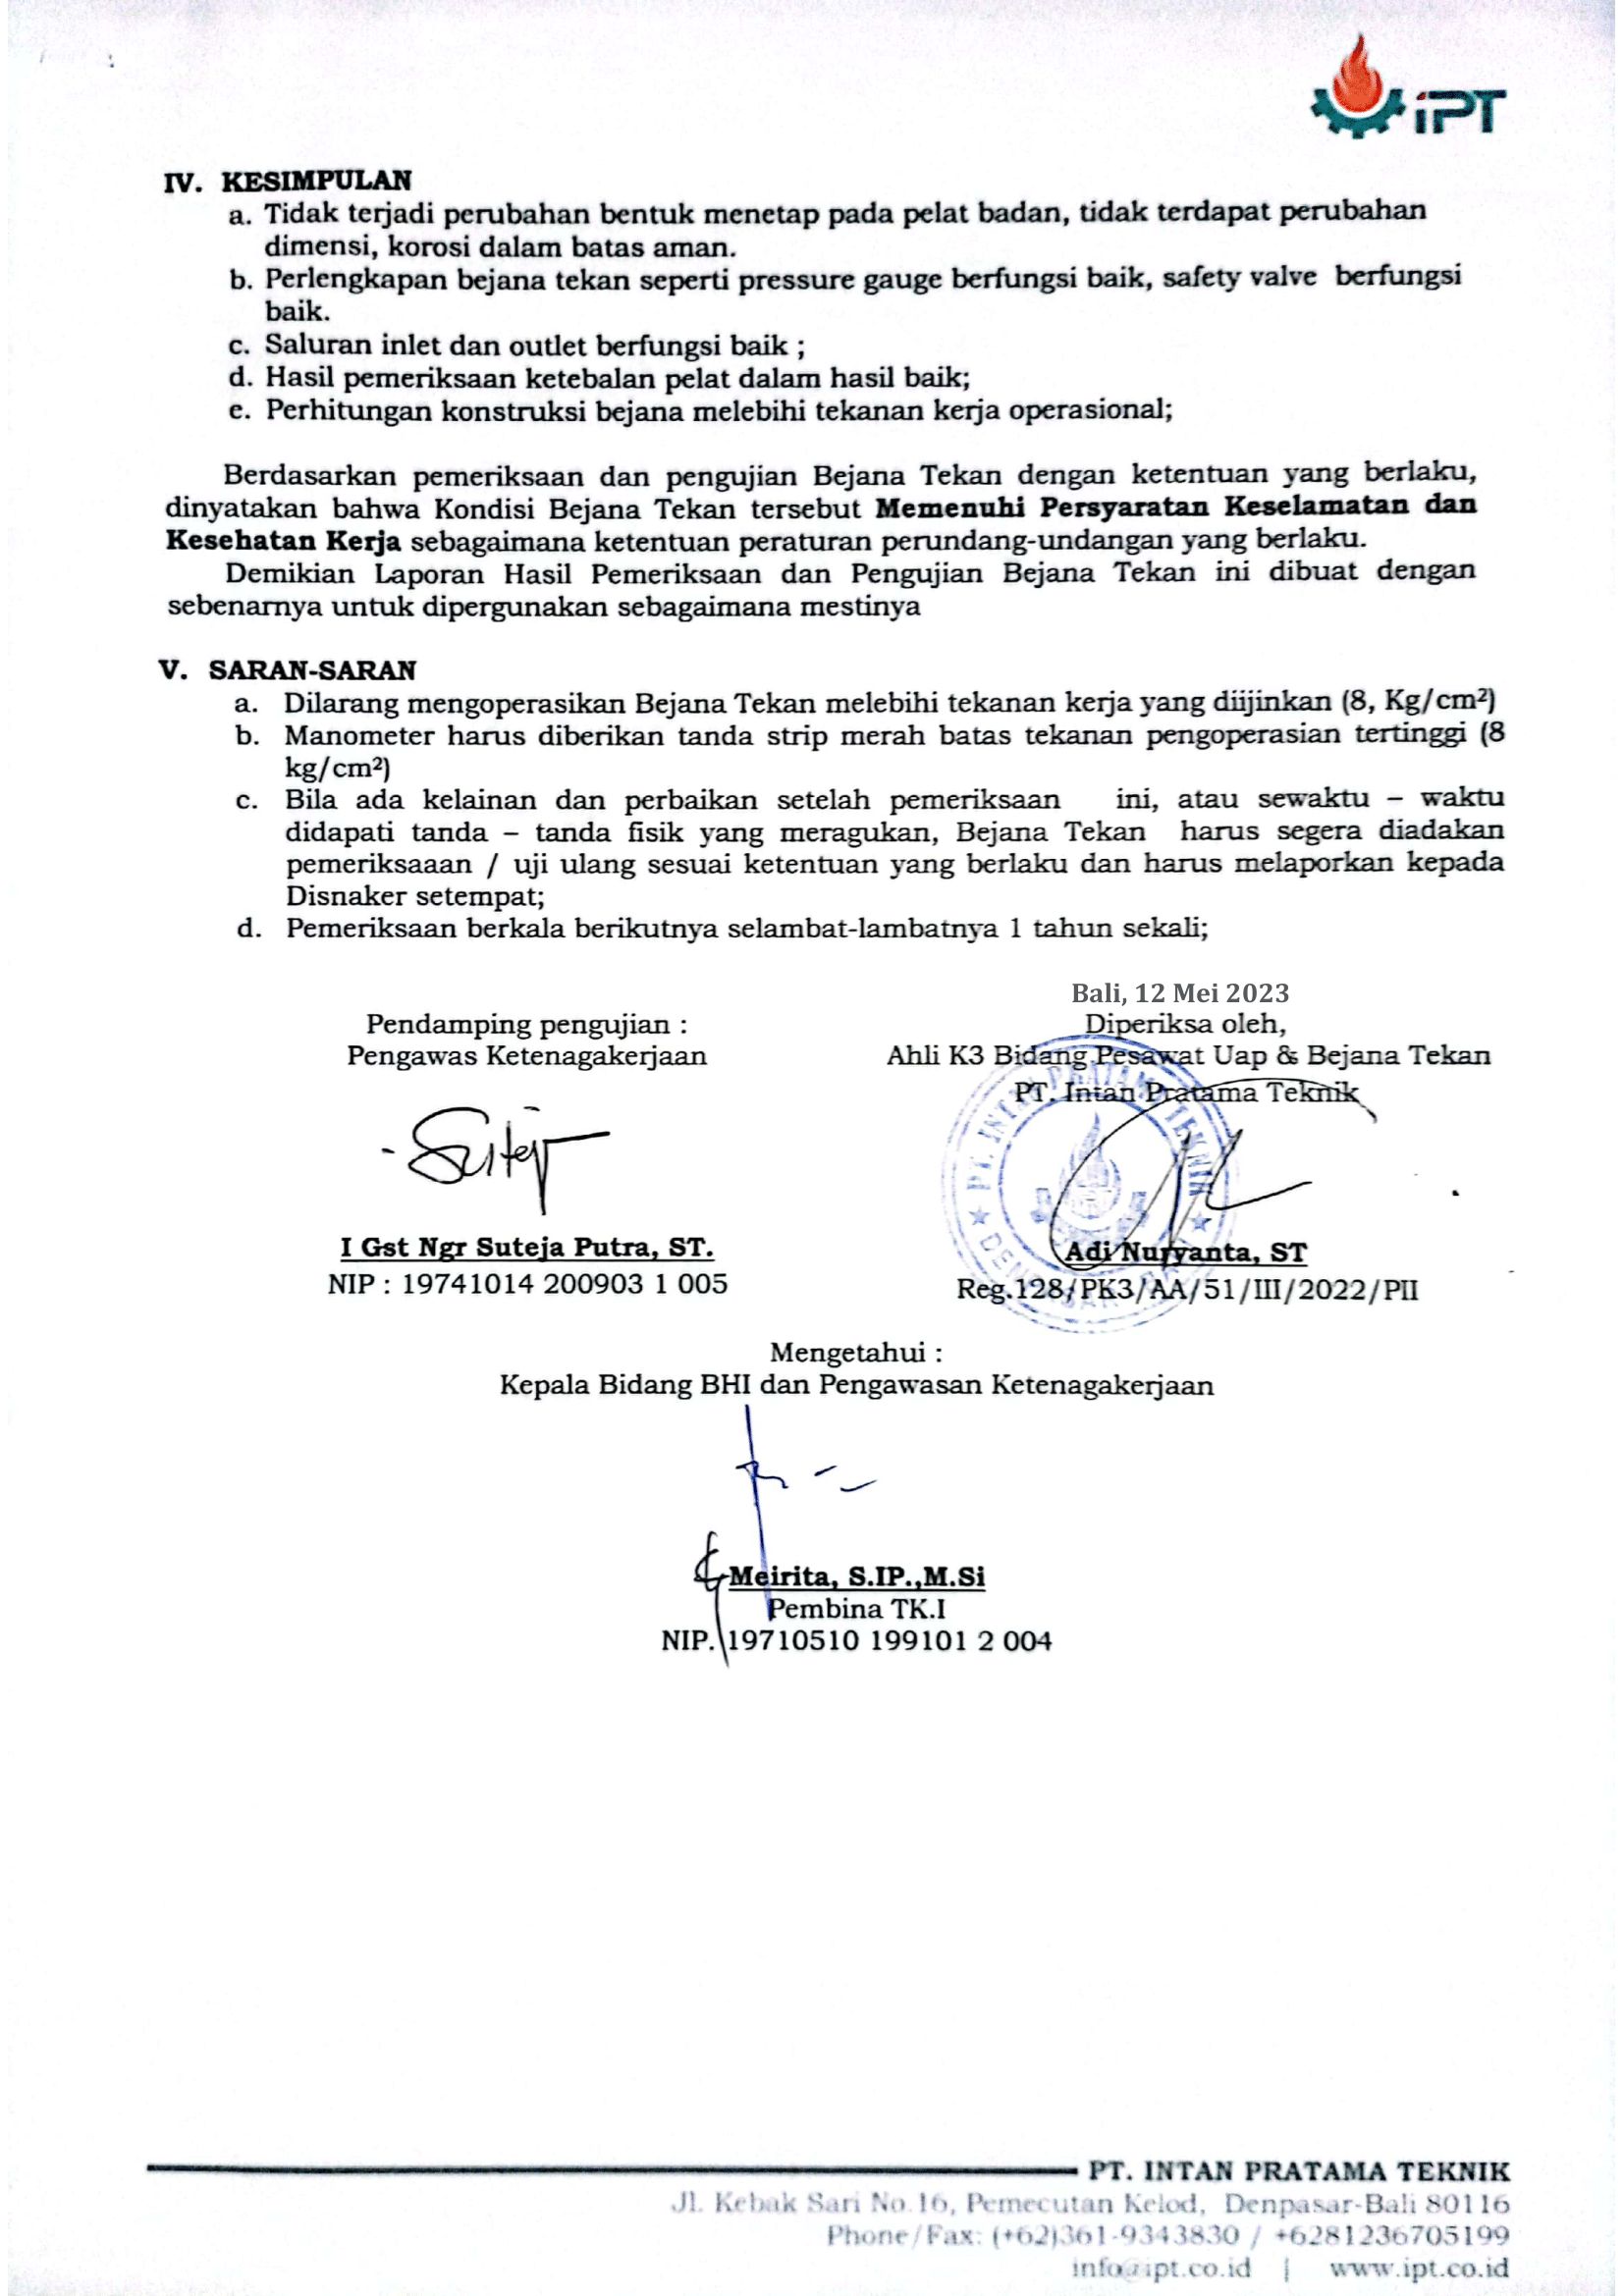 iPT
IV. KESIMPULAN
a. Tidak terjadi perubahan bentuk menetap pada pelat badan, tidak terdapat perubahan
dimensi, korosi dalam batas aman.
b. Perlengkapan bejana tekan seperti pressure gauge berfungsi baik, safety valve berfungsi
baik.
c. Saluran inlet dan outlet berfungsi baik ;
d. Hasil pemeriksaan ketebalan pelat dalam hasil baik;
e. Perhitungan konstruksi bejana melebihi tekanan kerja operasional;
Berdasarkan pemeriksaan dan pengujian Bejana Tekan dengan ketentuan yang berlaku,
dinyatakan bahwa Kondisi Bejana Tekan tersebut Memenuhi Persyaratan Keselamatan dan
Kesehatan Kerja sebagaimana ketentuan peraturan perundang-undangan yang berlaku.
Demikian Laporan Hasil Pemeriksaan dan Pengujian Bejana Tekan ini dibuat dengan
sebenarnya untuk dipergunakan sebagaimana mestinya
V. SARAN-SARAN
a. Dilarang mengoperasikan Bejana Tekan melebihi tekanan kerja yang diijinkan (8, Kg/cm²)
b. Manometer harus diberikan tanda strip merah batas tekanan pengoperasian tertinggi (8
kg/cm²)
c. Bila ada kelainan dan perbaikan setelah pemeriksaan ini, atau sewaktu – waktu
didapati tanda – tanda fisik yang meragukan, Bejana Tekan harus segera diadakan
pemeriksaaan / uji ulang sesuai ketentuan yang berlaku dan harus melaporkan kepada
Disnaker setempat;
d. Pemeriksaan berkala berikutnya selambat-lambatnya 1 tahun sekali;
Bali, 12 Mei 2023
Pendamping pengujian :
Pengawas Ketenagakerjaan
Diperiksa oleh,
Ahli K3 Bidang Pesawat Uap & Bejana Tekan
PT. Intan Pratama Teknik
PT. INTAN PRATAMA TEKNIK
DENPASAR - BALI
I Gst Ngr Suteja Putra, ST.
NIP : 19741014 200903 1 005
Adi Nuryanta, ST
Reg.128/PK3/AA/51/III/2022/PII
Mengetahui :
Kepala Bidang BHI dan Pengawasan Ketenagakerjaan
Meirita, S.IP.,M.Si
Pembina TK.I
NIP. 19710510 199101 2 004
PT. INTAN PRATAMA TEKNIK
Jl. Kebak Sari No.16, Pemecutan Kelod, Denpasar-Bali 80116
Phone/Fax: (+62)361-9343830 / +6281236705199
info@ipt.co.id | www.ipt.co.id